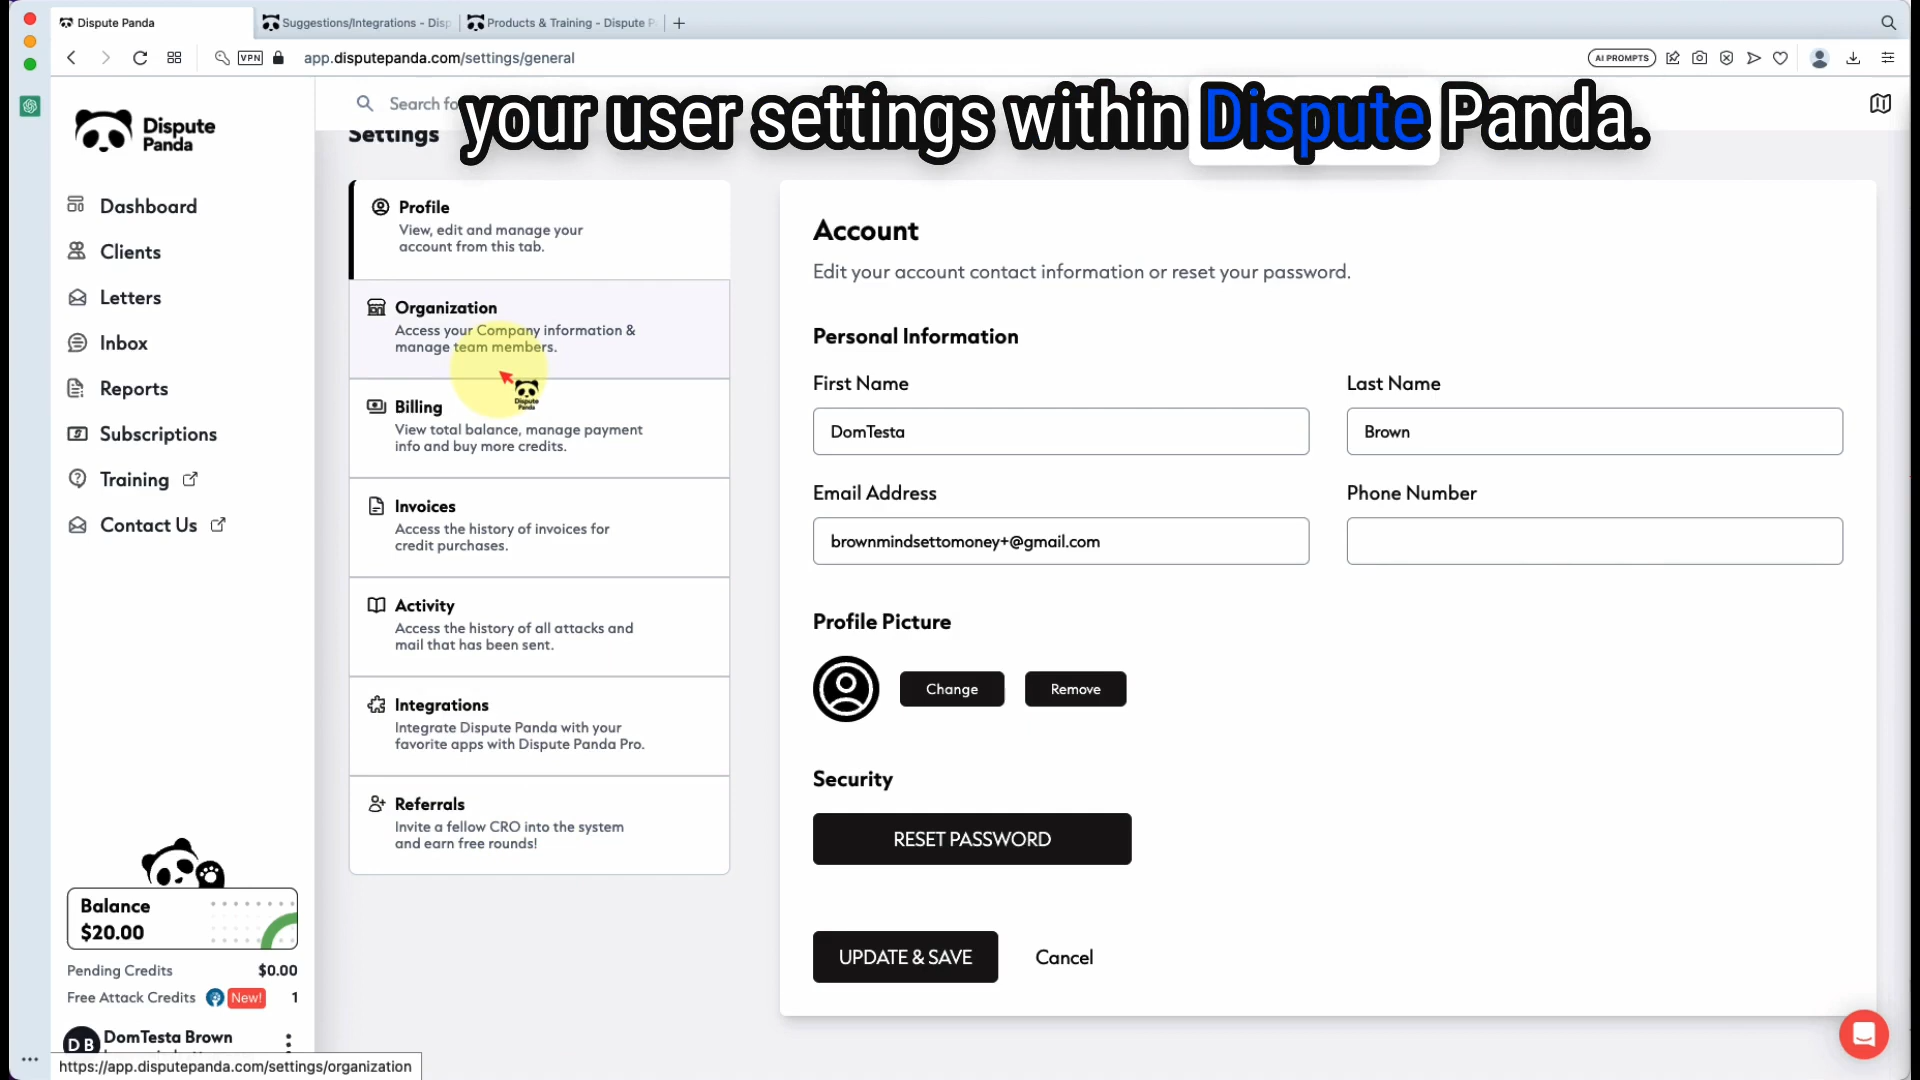 Dispute Panda
Suggestions/Integrations - Disp
Products & Training - Dispute P
VPN
app.disputepanda.com/settings/general
AI PROMPTS
Search fo
your user settings within Dispute Panda.
Dispute
Panda
Settings
Dashboard
Clients
Letters
Inbox
Reports
Subscriptions
Training
Contact Us
Profile
View, edit and manage your
account from this tab.
Organization
Access your Company information &
manage team members.
Dispute
Panda
Billing
View total balance, manage payment
info and buy more credits.
Invoices
Access the history of invoices for
credit purchases.
Activity
Access the history of all attacks and
mail that has been sent.
Integrations
Integrate Dispute Panda with your
favorite apps with Dispute Panda Pro.
Referrals
Invite a fellow CRO into the system
and earn free rounds!
Account
Edit your account contact information or reset your password.
Personal Information
First Name
Last Name
DomTesta
Brown
Email Address
Phone Number
brownmindsettomoney+@gmail.com
Profile Picture
Change
Remove
Security
RESET PASSWORD
UPDATE & SAVE
Cancel
Balance
$20.00
Pending Credits $0.00
Free Attack Credits New! 1
DB
DomTesta Brown
https://app.disputepanda.com/settings/organization